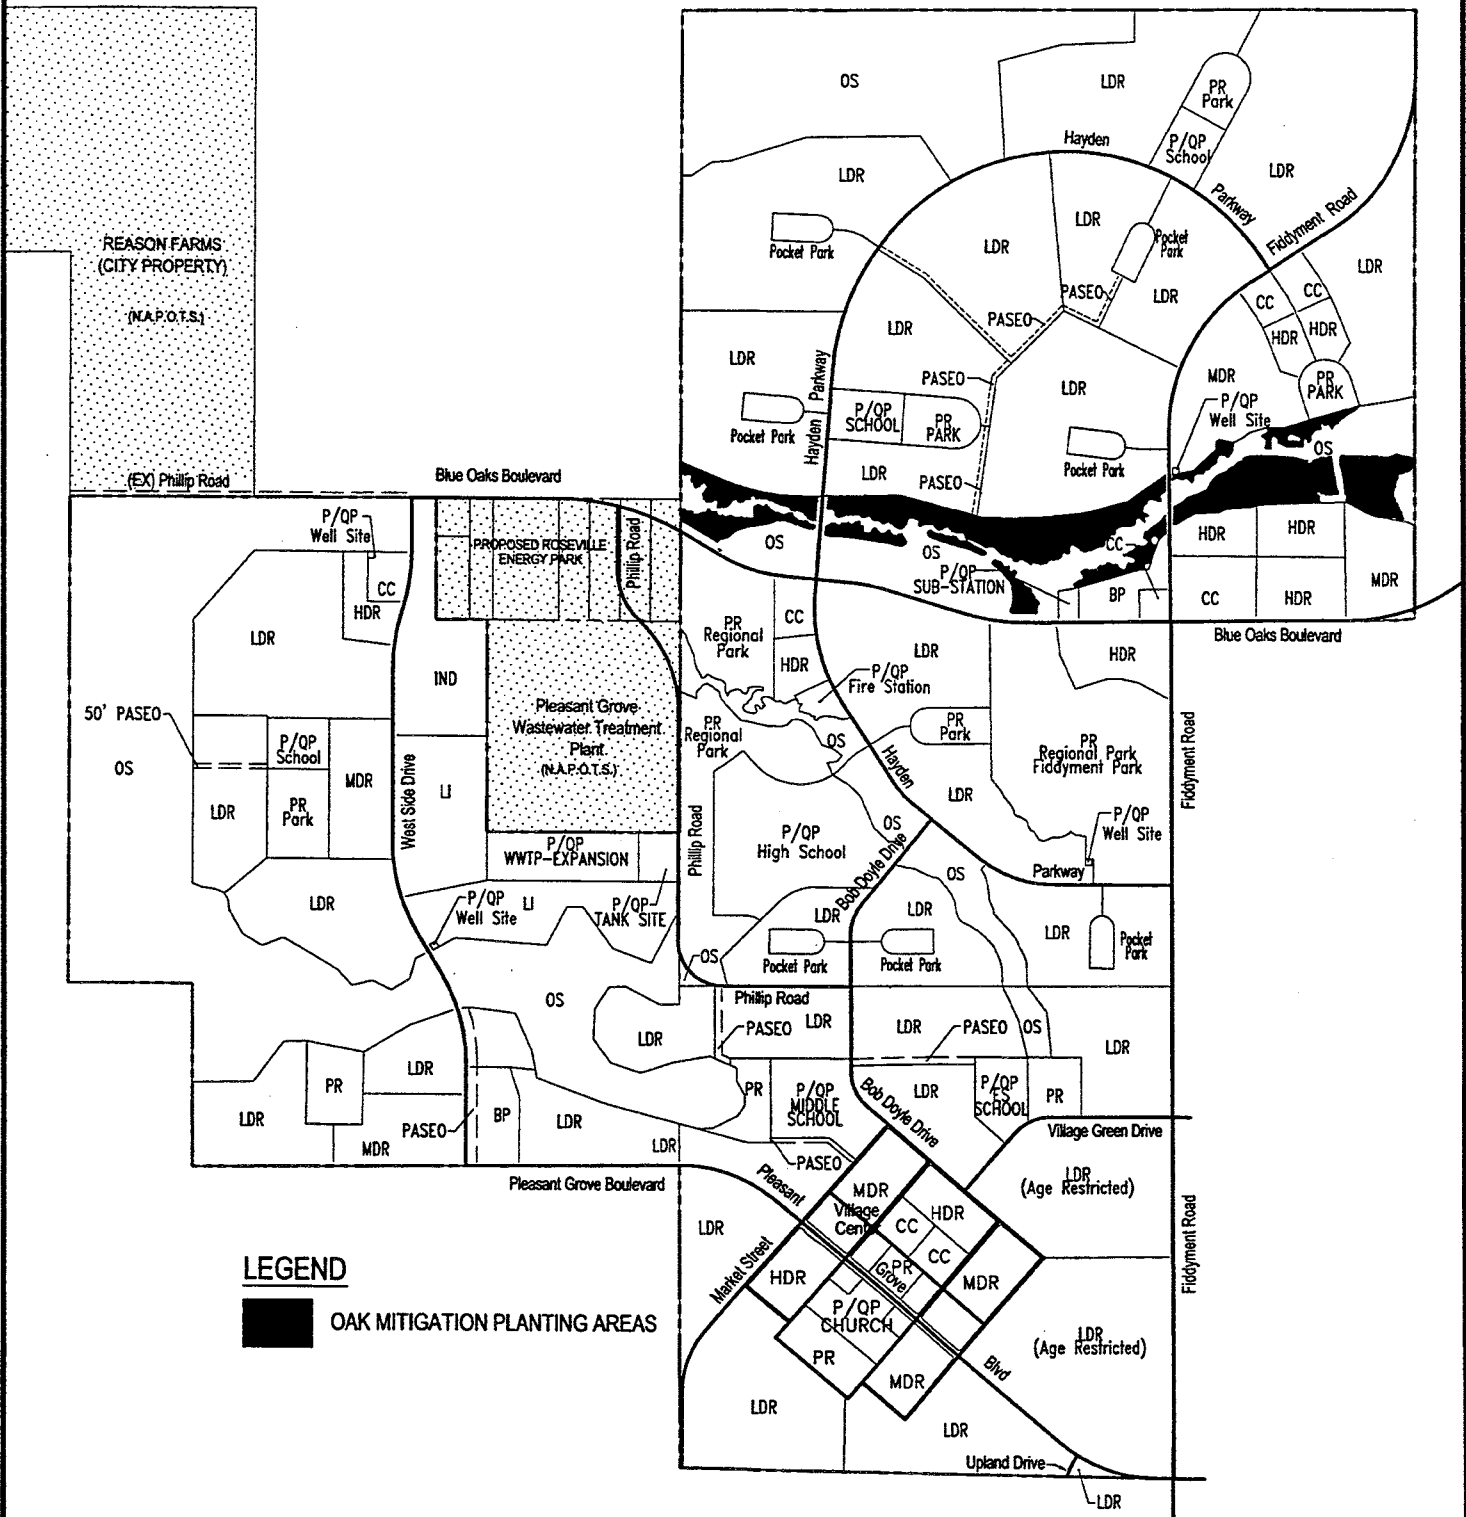 OS
LDR
PR
Park
P/QP
School
Hayden
Parkway
Fiddyment Road
LDR
LDR
LDR
LDR
LDR
LDR
Pocket Park
Pocket
Park
PASEO
PASEO
REASON FARMS
(CITY PROPERTY)
(N.A.P.O.T.S.)
CC
CC
HDR
HDR
LDR
LDR
LDR
MDR
PR
PARK
PASEO
Hayden Parkway
P/QP
SCHOOL
PR
PARK
P/QP
Well Site
Pocket Park
Pocket Park
LDR
PASEO
OS
(EX) Phillip Road
Blue Oaks Boulevard
P/QP
Well Site
PROPOSED ROSEVILLE
ENERGY PARK
Phillip Road
OS
OS
CC
HDR
HDR
P/QP
SUB-STATION
BP
CC
HDR
MDR
Blue Oaks Boulevard
CC
HDR
LDR
PR
Regional
Park
CC
HDR
LDR
HDR
P/QP
Fire Station
IND
Pleasant Grove
Wastewater Treatment
Plant
(N.A.P.O.T.S.)
50' PASEO
OS
P/QP
School
MDR
LDR
PR
Park
West Side Drive
LI
PR
Regional
Park
OS
PR
Park
Hayden
PR
Regional Park
Fiddyment Park
Fiddyment Road
LDR
P/QP
WWTP-EXPANSION
Phillip Road
P/QP
High School
OS
Bob Doyle Drive
P/QP
Well Site
Parkway
OS
LDR
P/QP
Well Site
LI
P/QP
TANK SITE
LDR
LDR
LDR
Pocket Park
Pocket Park
Pocket
Park
OS
OS
Phillip Road
LDR
PASEO
LDR
LDR
PASEO
OS
LDR
PR
LDR
LDR
MDR
PASEO
BP
LDR
LDR
PR
P/QP
MIDDLE
SCHOOL
LDR
P/QP
ES
SCHOOL
PR
Bob Doyle Drive
Village Green Drive
PASEO
Pleasant Grove Boulevard
Pleasant
LDR
(Age Restricted)
MDR
Village
Center
HDR
CC
CC
LDR
Market Street
HDR
PR
Grove
MDR
P/QP
CHURCH
PR
MDR
Fiddyment Road
LDR
(Age Restricted)
Blvd
LDR
LDR
Upland Drive
LDR
LEGEND
OAK MITIGATION PLANTING AREAS